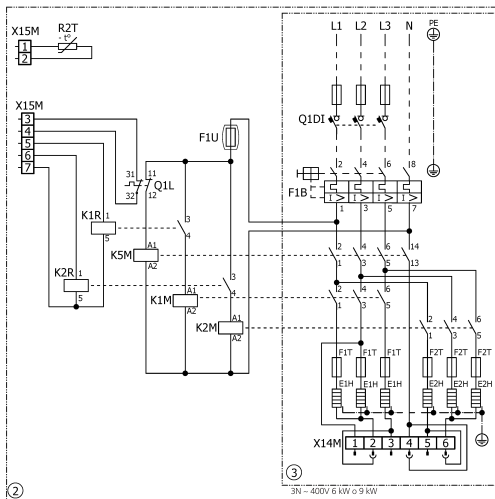 X15M R2T
1 - t°
2
L1 L2 L3 N PE
X15M
3
4
5
6
7
F1U
Q1DI
31 11
Q1L
32 12
2 4 6 8
F1B
I > I > I > I >
1 3 5 7
K1R 1
5
3
4
K5M A1
A2
2 4 6 14
1 3 5 13
K2R 1
5
3
4
K1M A1
A2
2 4 6
1 3 5
K2M A1
A2
2 4 6
1 3 5
F1T F1T F1T F2T F2T F2T
E1H E1H E1H E2H E2H E2H
X14M 1 2 3 4 5 6
2
3
3N ~ 400V 6 kW o 9 kW